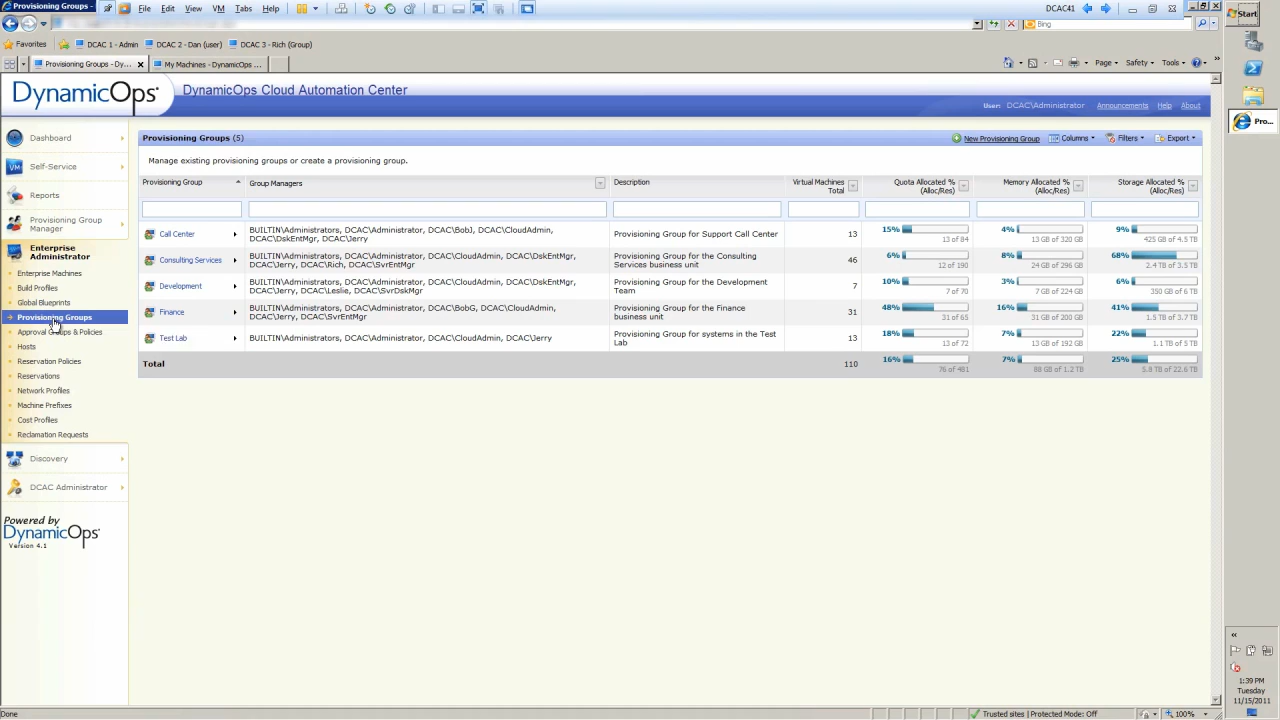 Provisioning Groups -
File
Edit
View
VM
Tabs
Help
DCAC41
Start
Bing
Favorites
DCAC 1 - Admin
DCAC 2 - Dan (user)
DCAC 3 - Rich (Group)
Provisioning Groups - Dy...
My Machines - DynamicOps ...
Page
Safety
Tools
DynamicOps
DynamicOps Cloud Automation Center
User: DCAC\Administrator
Announcements
Help
About
Pro...
Dashboard
Self-Service
Reports
Provisioning Group
Manager
Enterprise
Administrator
Enterprise Machines
Build Profiles
Global Blueprints
Provisioning Groups
Approval Groups & Policies
Hosts
Reservation Policies
Reservations
Network Profiles
Machine Prefixes
Cost Profiles
Reclamation Requests
Discovery
DCAC Administrator
Powered by
DynamicOps
Version 4.1
Provisioning Groups (5)
New Provisioning Group
Columns
Filters
Export
Manage existing provisioning groups or create a provisioning group.
Provisioning Group
Group Managers
Description
Virtual Machines
Total
Quota Allocated %
(Alloc/Res)
Memory Allocated %
(Alloc/Res)
Storage Allocated %
(Alloc/Res)
Call Center
BUILTIN\Administrators, DCAC\Administrator, DCAC\BobJ, DCAC\CloudAdmin,
DCAC\DskEntMgr, DCAC\Jerry
Provisioning Group for Support Call Center
13
15%
13 of 84
4%
13 GB of 320 GB
9%
425 GB of 4.5 TB
Consulting Services
BUILTIN\Administrators, DCAC\Administrator, DCAC\CloudAdmin, DCAC\DskEntMgr,
DCAC\Jerry, DCAC\Rich, DCAC\SvrEntMgr
Provisioning Group for the Consulting
Services business unit
46
6%
12 of 190
8%
24 GB of 296 GB
68%
2.4 TB of 3.5 TB
Development
BUILTIN\Administrators, DCAC\Administrator, DCAC\CloudAdmin, DCAC\DskEntMgr,
DCAC\Jerry, DCAC\Leslie, DCAC\SvrDskMgr
Provisioning Group for the Development
Team
7
10%
7 of 70
3%
7 GB of 224 GB
6%
350 GB of 6 TB
Finance
BUILTIN\Administrators, DCAC\Administrator, DCAC\BobG, DCAC\CloudAdmin,
DCAC\Jerry, DCAC\SvrEntMgr
Provisioning Group for the Finance
business unit
31
48%
31 of 65
16%
31 GB of 200 GB
41%
1.5 TB of 3.7 TB
Test Lab
BUILTIN\Administrators, DCAC\Administrator, DCAC\CloudAdmin, DCAC\Jerry
Provisioning Group for systems in the Test
Lab
13
18%
13 of 72
7%
13 GB of 192 GB
22%
1.1 TB of 5 TB
Total
110
16%
76 of 481
7%
88 GB of 1.2 TB
25%
5.8 TB of 22.6 TB
1:39 PM
Tuesday
11/15/2011
Done
Trusted sites | Protected Mode: Off
100%